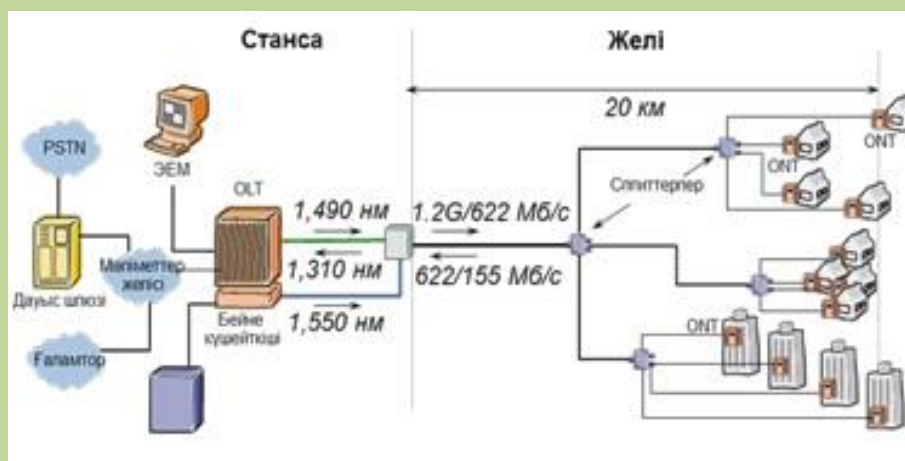 Станса
Желі
20 км
PSTN
ЭЕМ
OLT
1,490 нм
1.2G/622 Мб/с
1,310 нм
622/155 Мб/с
1,550 нм
Мәліметтер
желісі
Дауыс шлюзі
Бейне
күшейткіші
Ғаламтор
Сплиттерлер
ONT
ONT
ONT